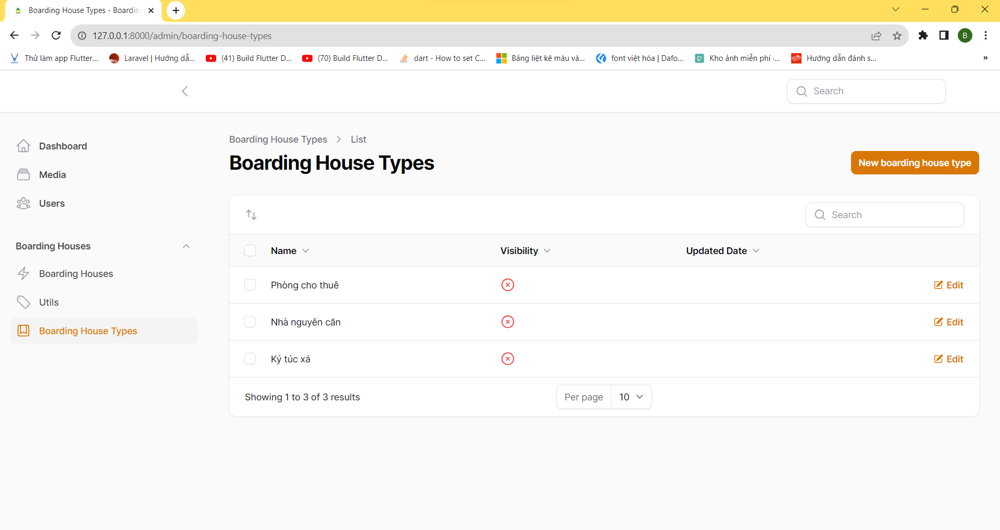 Boarding House Types - Boardin
127.0.0.1:8000/admin/boarding-house-types
B
Thử làm app Flutter...
Laravel | Hướng dẫ...
(41) Build Flutter D...
(70) Build Flutter D...
dart - How to set C...
Bảng liệt kê màu và...
font việt hóa | Dafo...
Kho ảnh miễn phí ·...
Hướng dẫn đánh s...
»
Search
Dashboard
Media
Users
Boarding Houses
Boarding Houses
Utils
Boarding House Types
Boarding House Types > List
Boarding House Types
New boarding house type
Search
Name Visibility Updated Date
Phòng cho thuê Edit
Nhà nguyên căn Edit
Ký túc xá Edit
Showing 1 to 3 of 3 results
Per page 10